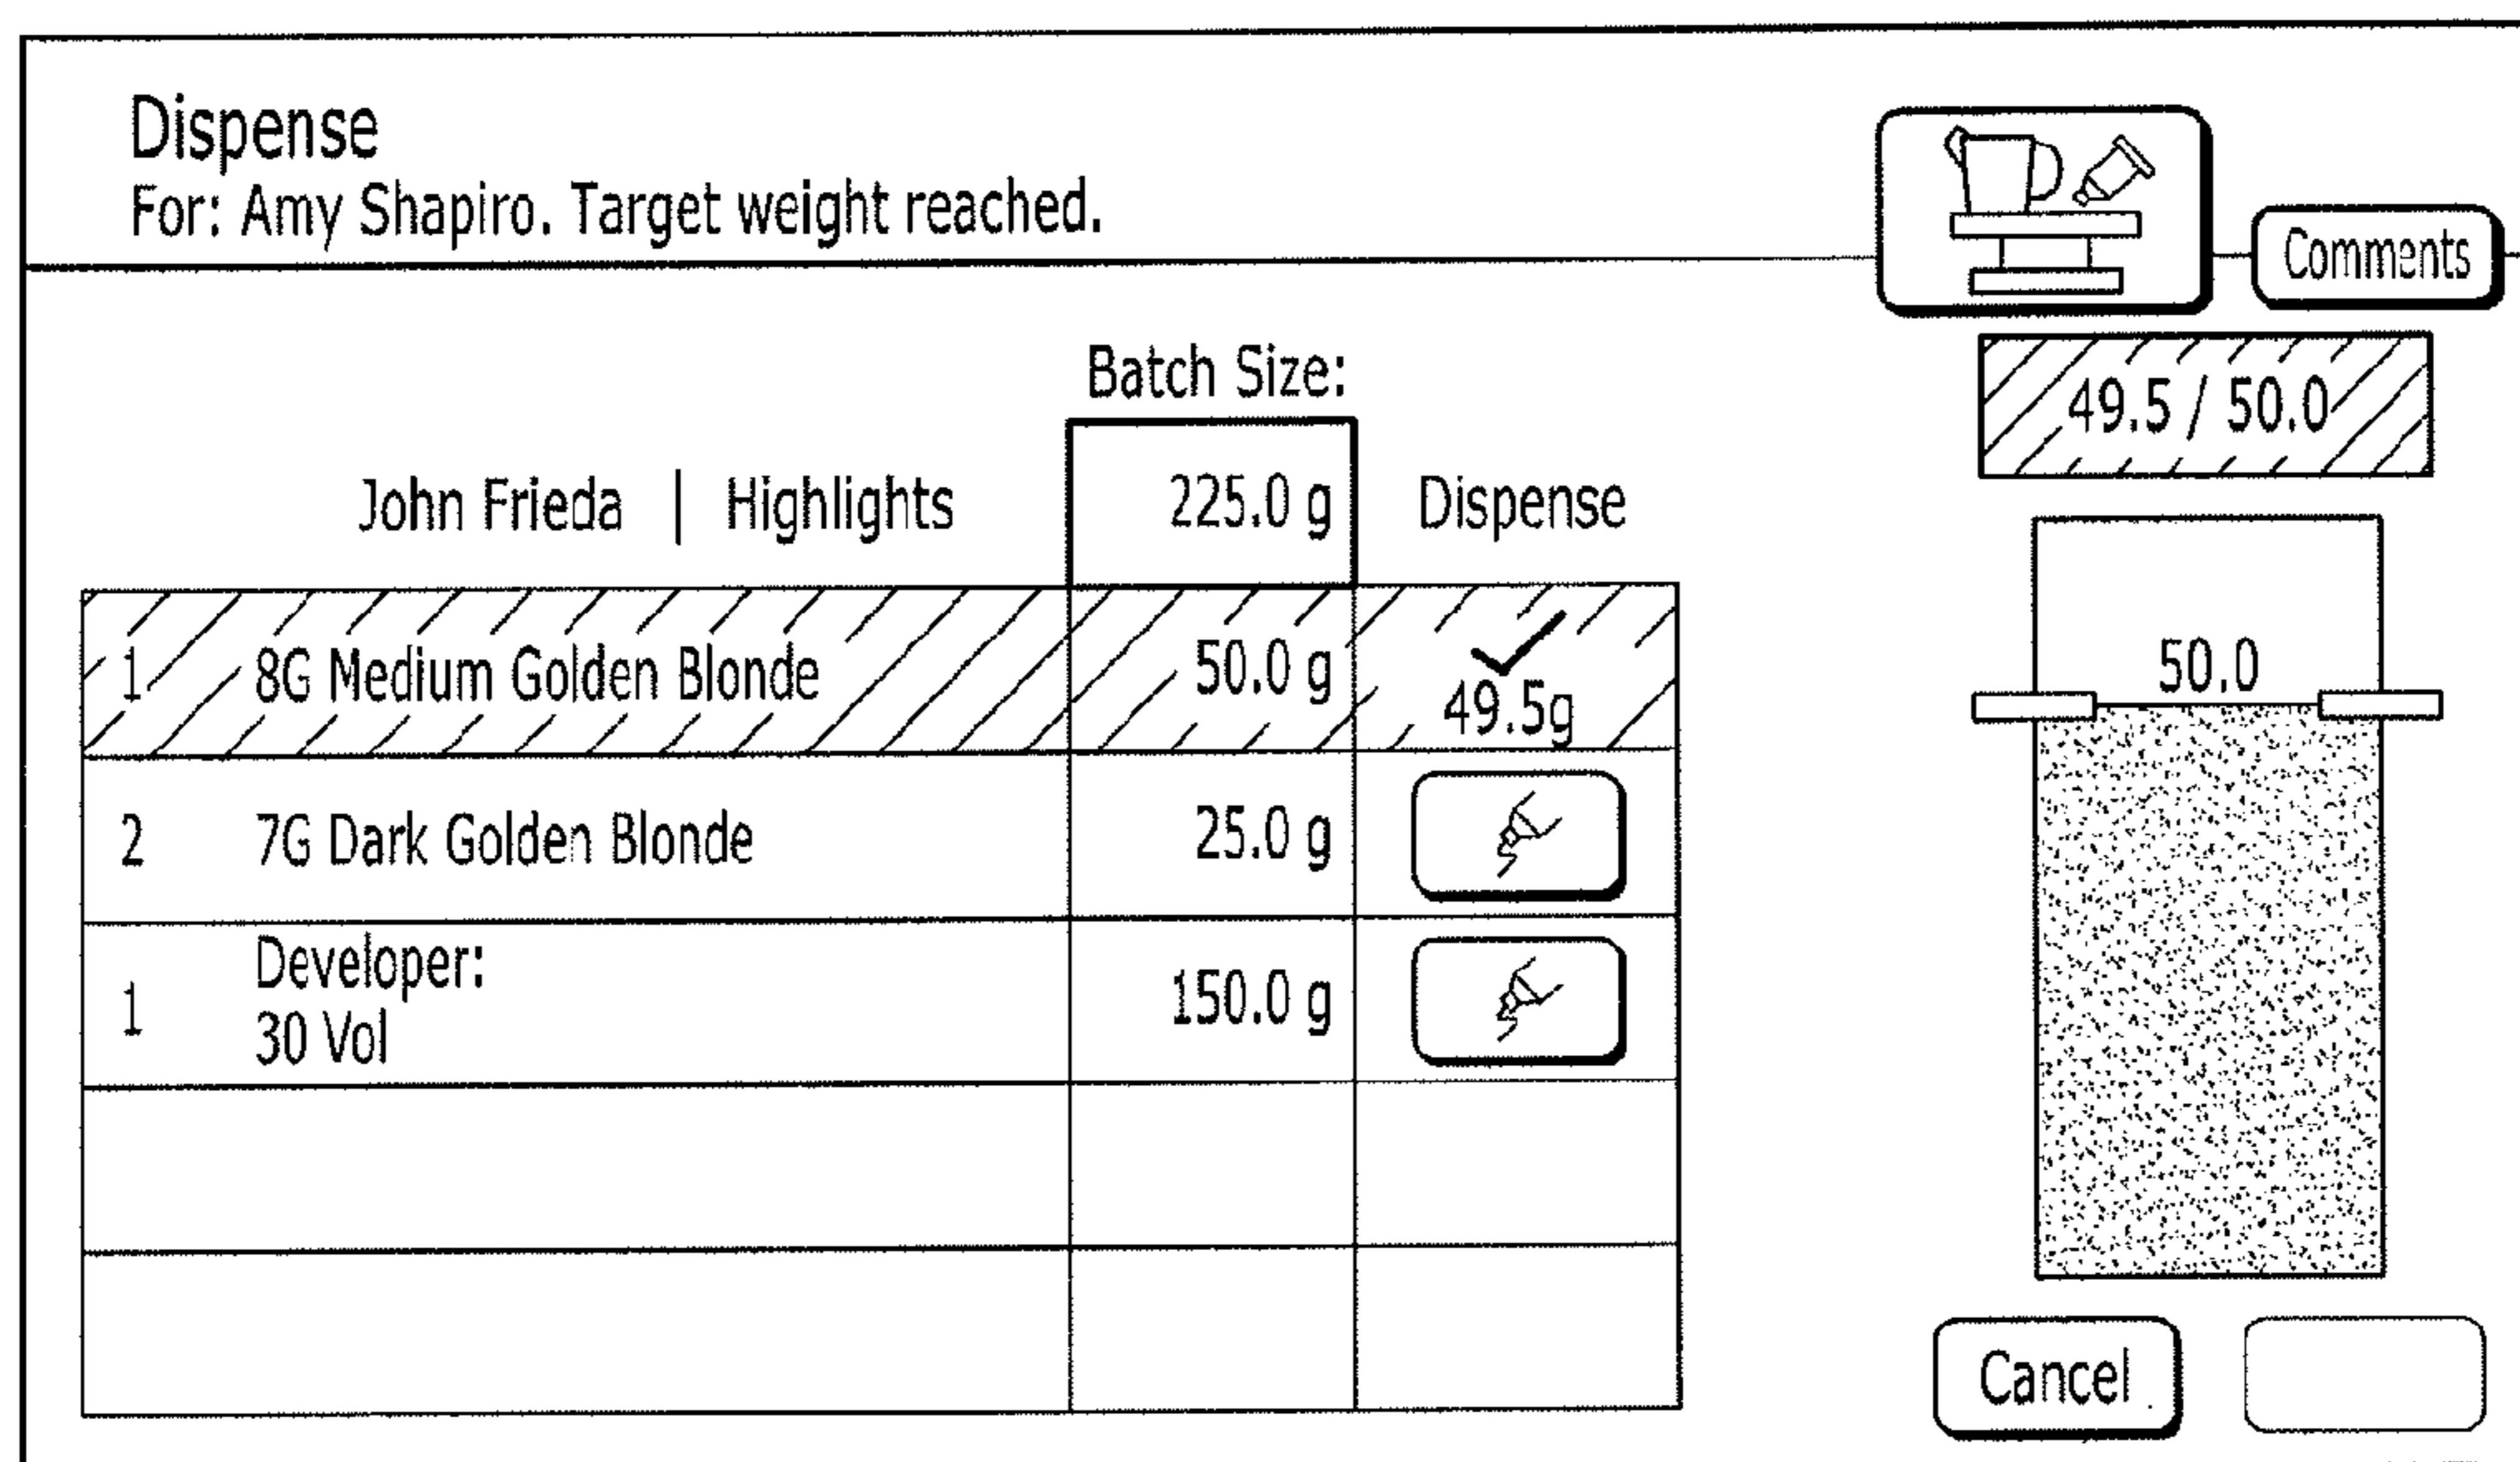 Dispense
For: Amy Shapiro. Target weight reached.
Comments
Batch Size:
49.5 / 50.0
John Frieda | Highlights 225.0 g Dispense
1 8G Medium Golden Blonde 50.0 g 49.5g
50.0
2 7G Dark Golden Blonde 25.0 g
1 Developer: 150.0 g
30 Vol
Cancel